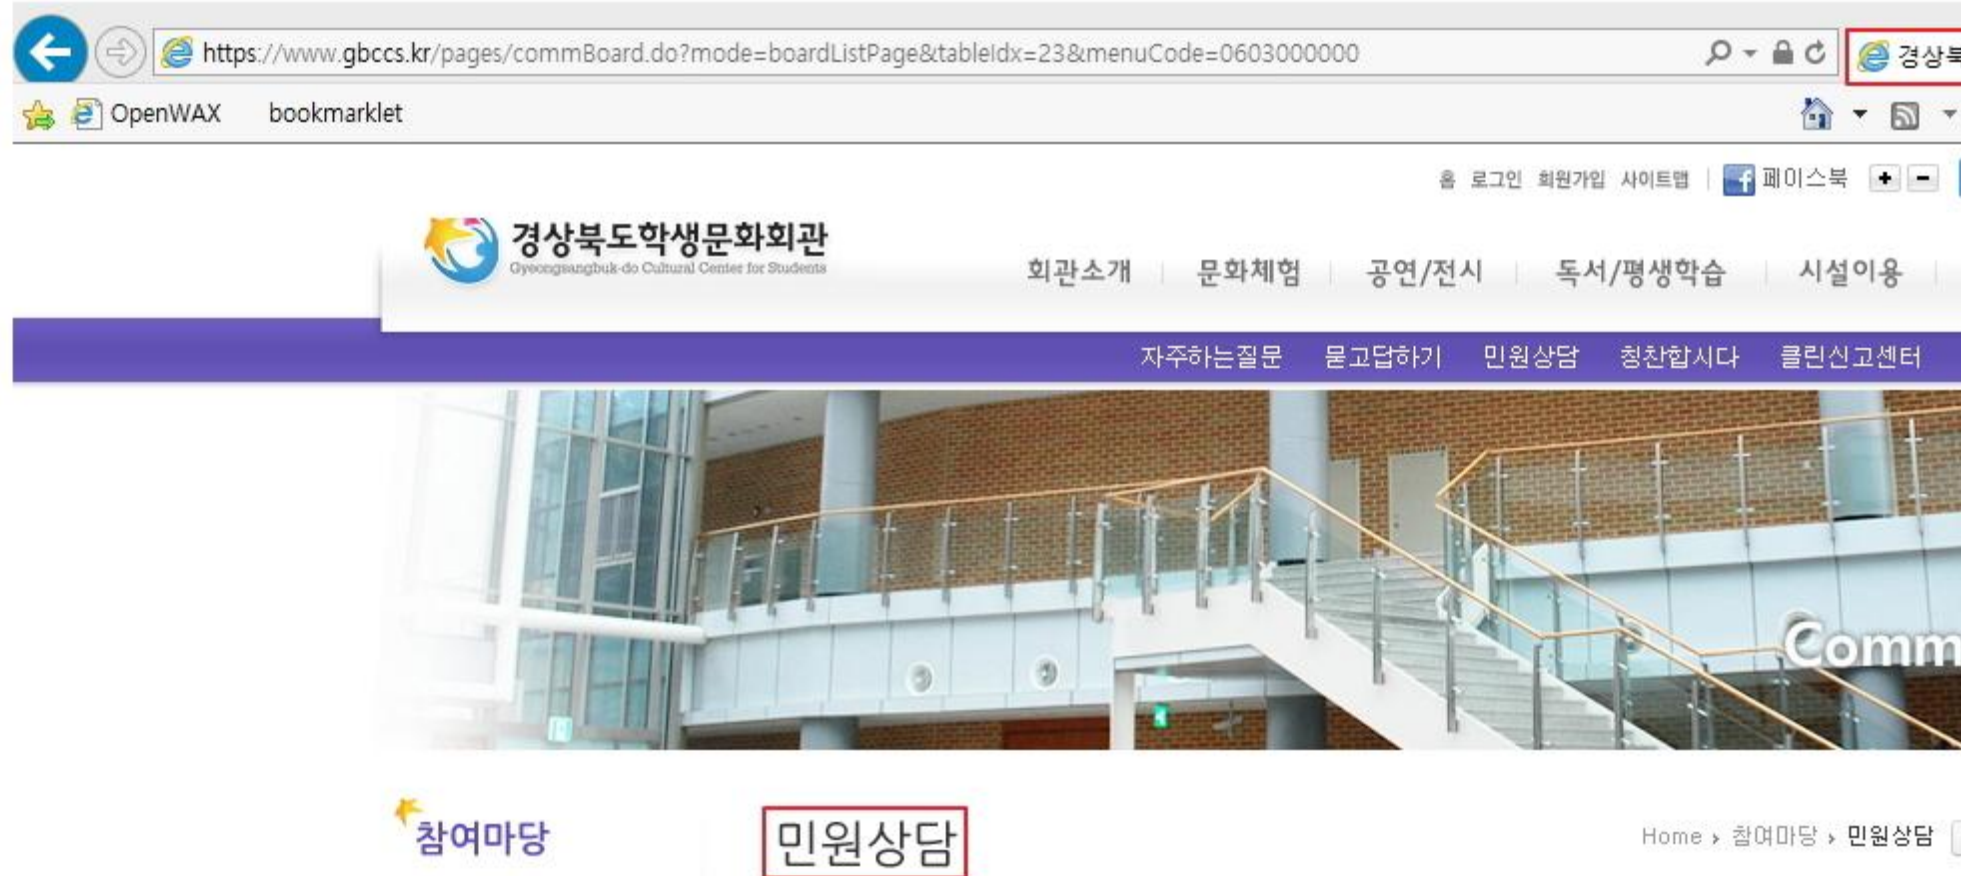 https://www.gbccs.kr/pages/commBoard.do?mode=boardListPage&tableIdx=23&menuCode=0603000000
경상북
OpenWAX bookmarklet
홈 로그인 회원가입 사이트맵 페이스북
경상북도학생문화회관
Gyeongsangbuk-do Cultural Center for Students
회관소개 문화체험 공연/전시 독서/평생학습 시설이용
자주하는질문 묻고답하기 민원상담 칭찬합시다 클린신고센터
Comm
참여마당
민원상담
Home › 참여마당 › 민원상담